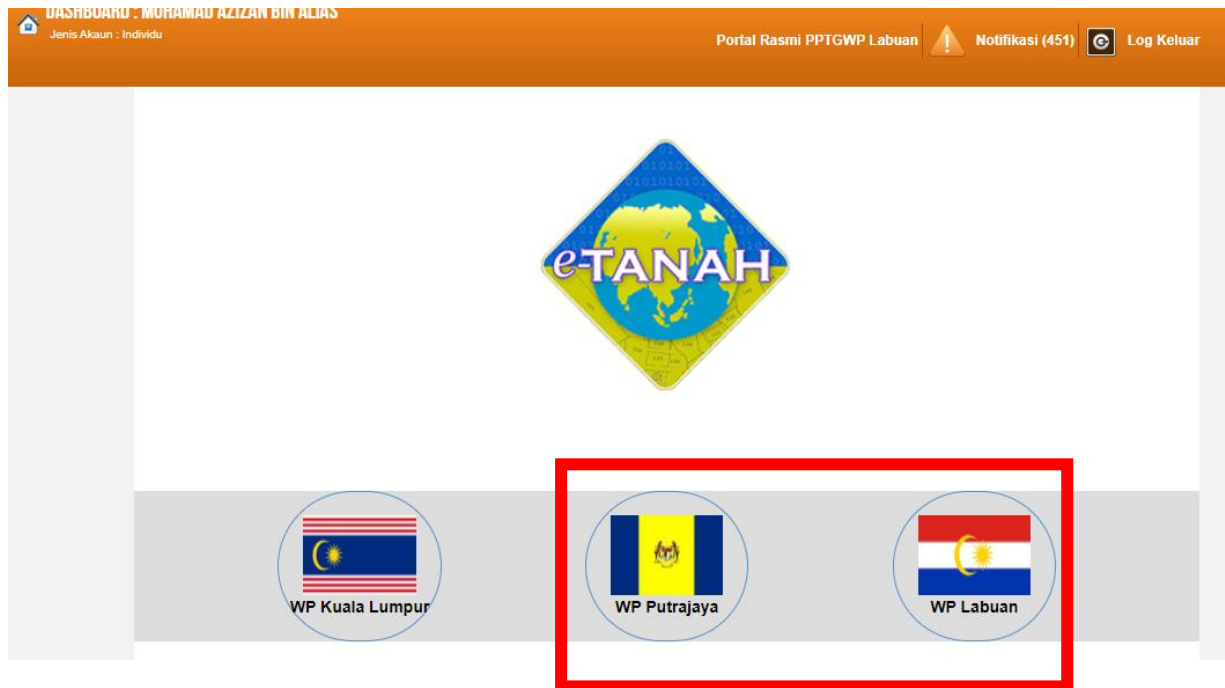 DASHBOARD : MOHAMAD AZIZAN BIN ALIAS
Jenis Akaun : Individu
Portal Rasmi PPTGWP Labuan
Notifikasi (451)
Log Keluar
e-TANAH
WP Kuala Lumpur
WP Putrajaya
WP Labuan